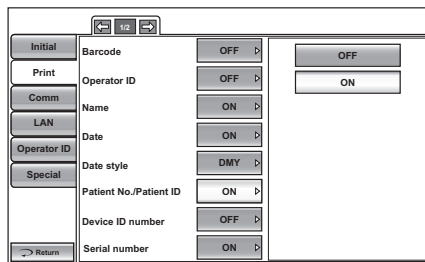 1/2
Initial
Print
Comm
LAN
Operator ID
Special
Return
Barcode OFF
Operator ID OFF
Name ON
Date ON
Date style DMY
Patient No./Patient ID ON
Device ID number OFF
Serial number ON
OFF
ON